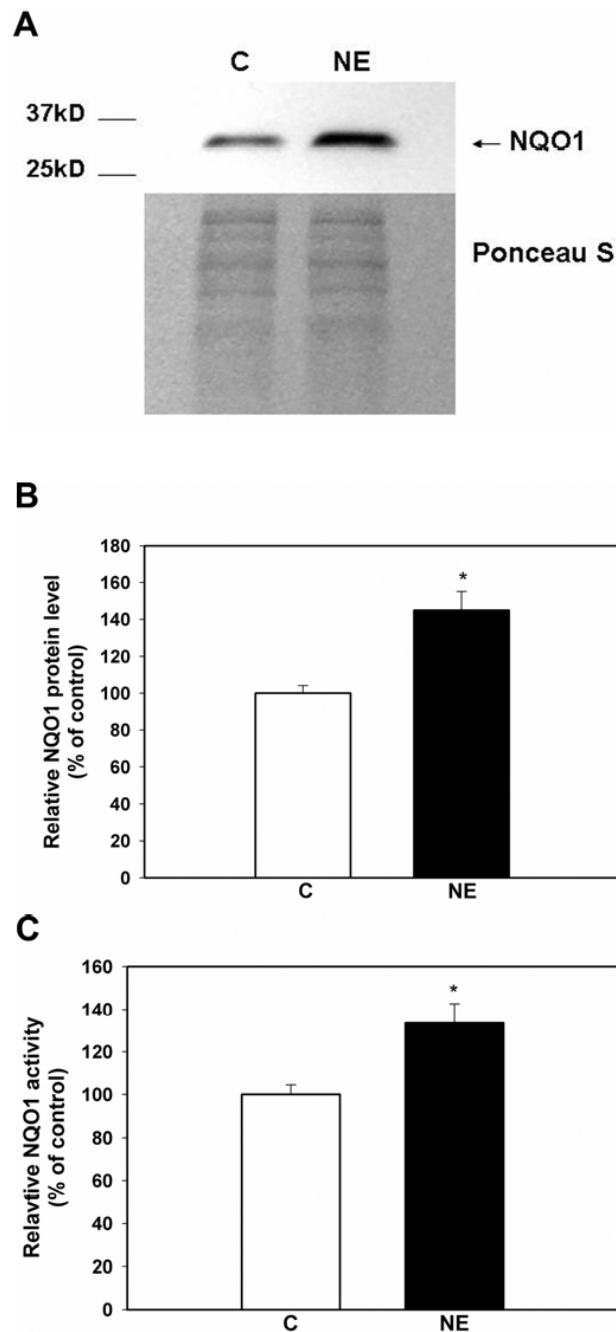 A
C NE
37kD
25kD
← NQO1
Ponceau S
B
Relative NQO1 protein level
(% of control)
180
160
140
120
100
80
60
40
20
0
*
C NE
C
Relavtive NQO1 activity
(% of control)
160
140
120
100
80
60
40
20
0
*
C NE